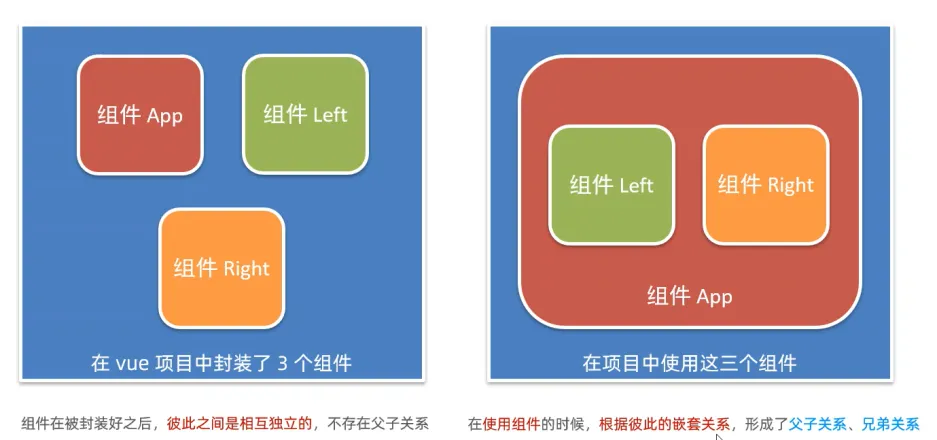 组件 App
组件 Left
组件 Right
在 vue 项目中封装了 3 个组件
组件在被封装好之后，彼此之间是相互独立的，不存在父子关系
组件 Left
组件 Right
组件 App
在项目中使用这三个组件
在使用组件的时候，根据彼此的嵌套关系，形成了父子关系、兄弟关系